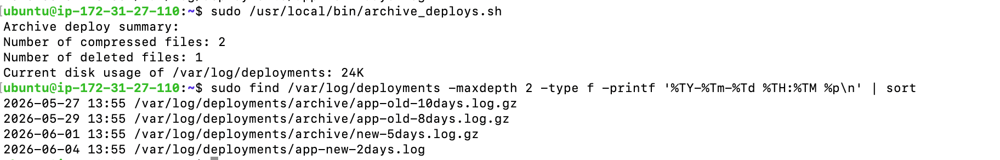 ubuntu@ip-172-31-27-110:~$ sudo /usr/local/bin/archive_deploys.sh
Archive deploy summary:
Number of compressed files: 2
Number of deleted files: 1
Current disk usage of /var/log/deployments: 24K
ubuntu@ip-172-31-27-110:~$ sudo find /var/log/deployments -maxdepth 2 -type f -printf '%TY-%Tm-%Td %TH:%TM %p\n' | sort
2026-05-27 13:55 /var/log/deployments/archive/app-old-10days.log.gz
2026-05-29 13:55 /var/log/deployments/archive/app-old-8days.log.gz
2026-06-01 13:55 /var/log/deployments/archive/new-5days.log.gz
2026-06-04 13:55 /var/log/deployments/app-new-2days.log